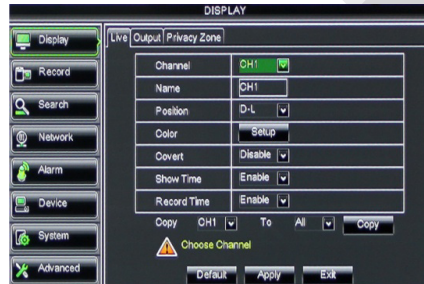 DISPLAY
Display
Record
Search
Network
Alarm
Device
System
Advanced
Live Output Privacy Zone
Channel CH1
Name CH1
Position D-L
Color Setup
Covert Disable
Show Time Enable
Record Time Enable
Copy CH1 To All Copy
Choose Channel
Default Apply Exit